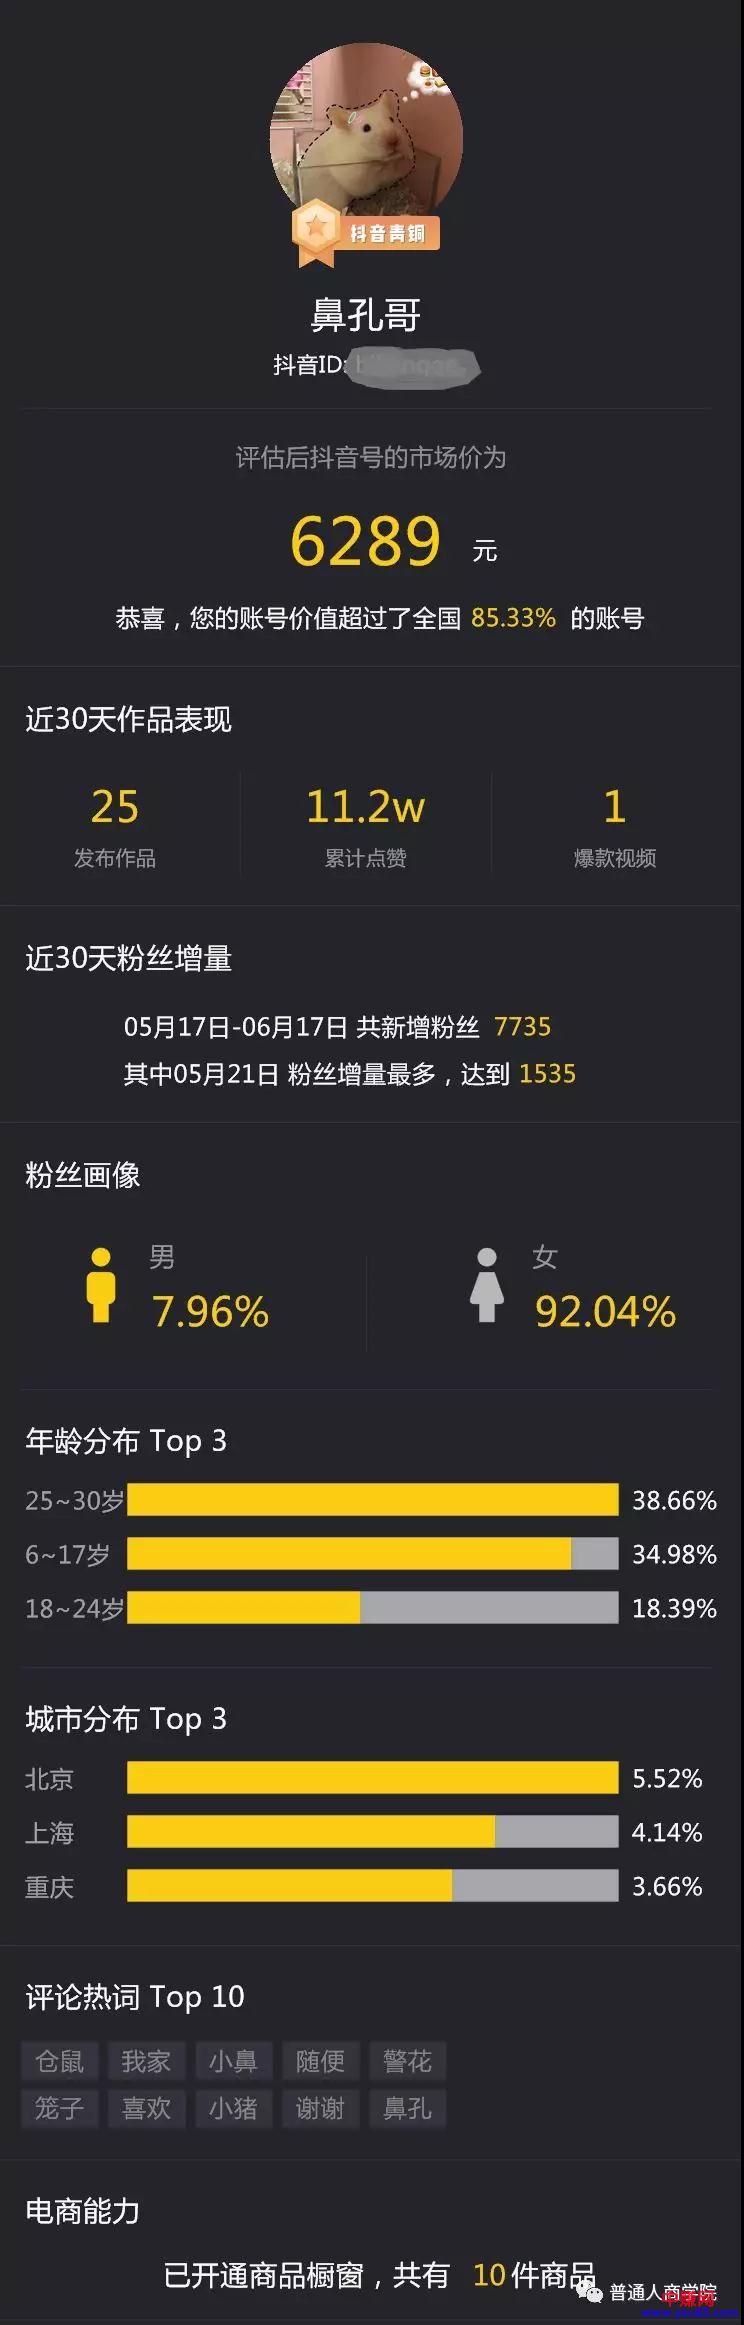 抖音青铜
鼻孔哥
抖音ID:
评估后抖音号的市场价为
6289 元
恭喜，您的账号价值超过了全国 85.33% 的账号
近30天作品表现
25 11.2w 1
发布作品 累计点赞 爆款视频
近30天粉丝增量
05月17日-06月17日 共新增粉丝 7735
其中05月21日 粉丝增量最多，达到 1535
粉丝画像
男 女
7.96% 92.04%
年龄分布 Top 3
25~30岁 38.66%
6~17岁 34.98%
18~24岁 18.39%
城市分布 Top 3
北京 5.52%
上海 4.14%
重庆 3.66%
评论热词 Top 10
仓鼠 我家 小鼻 随便 警花
笼子 喜欢 小猪 谢谢 鼻孔
电商能力
已开通商品橱窗，共有 10 件商品
普通人商学院
中赚网